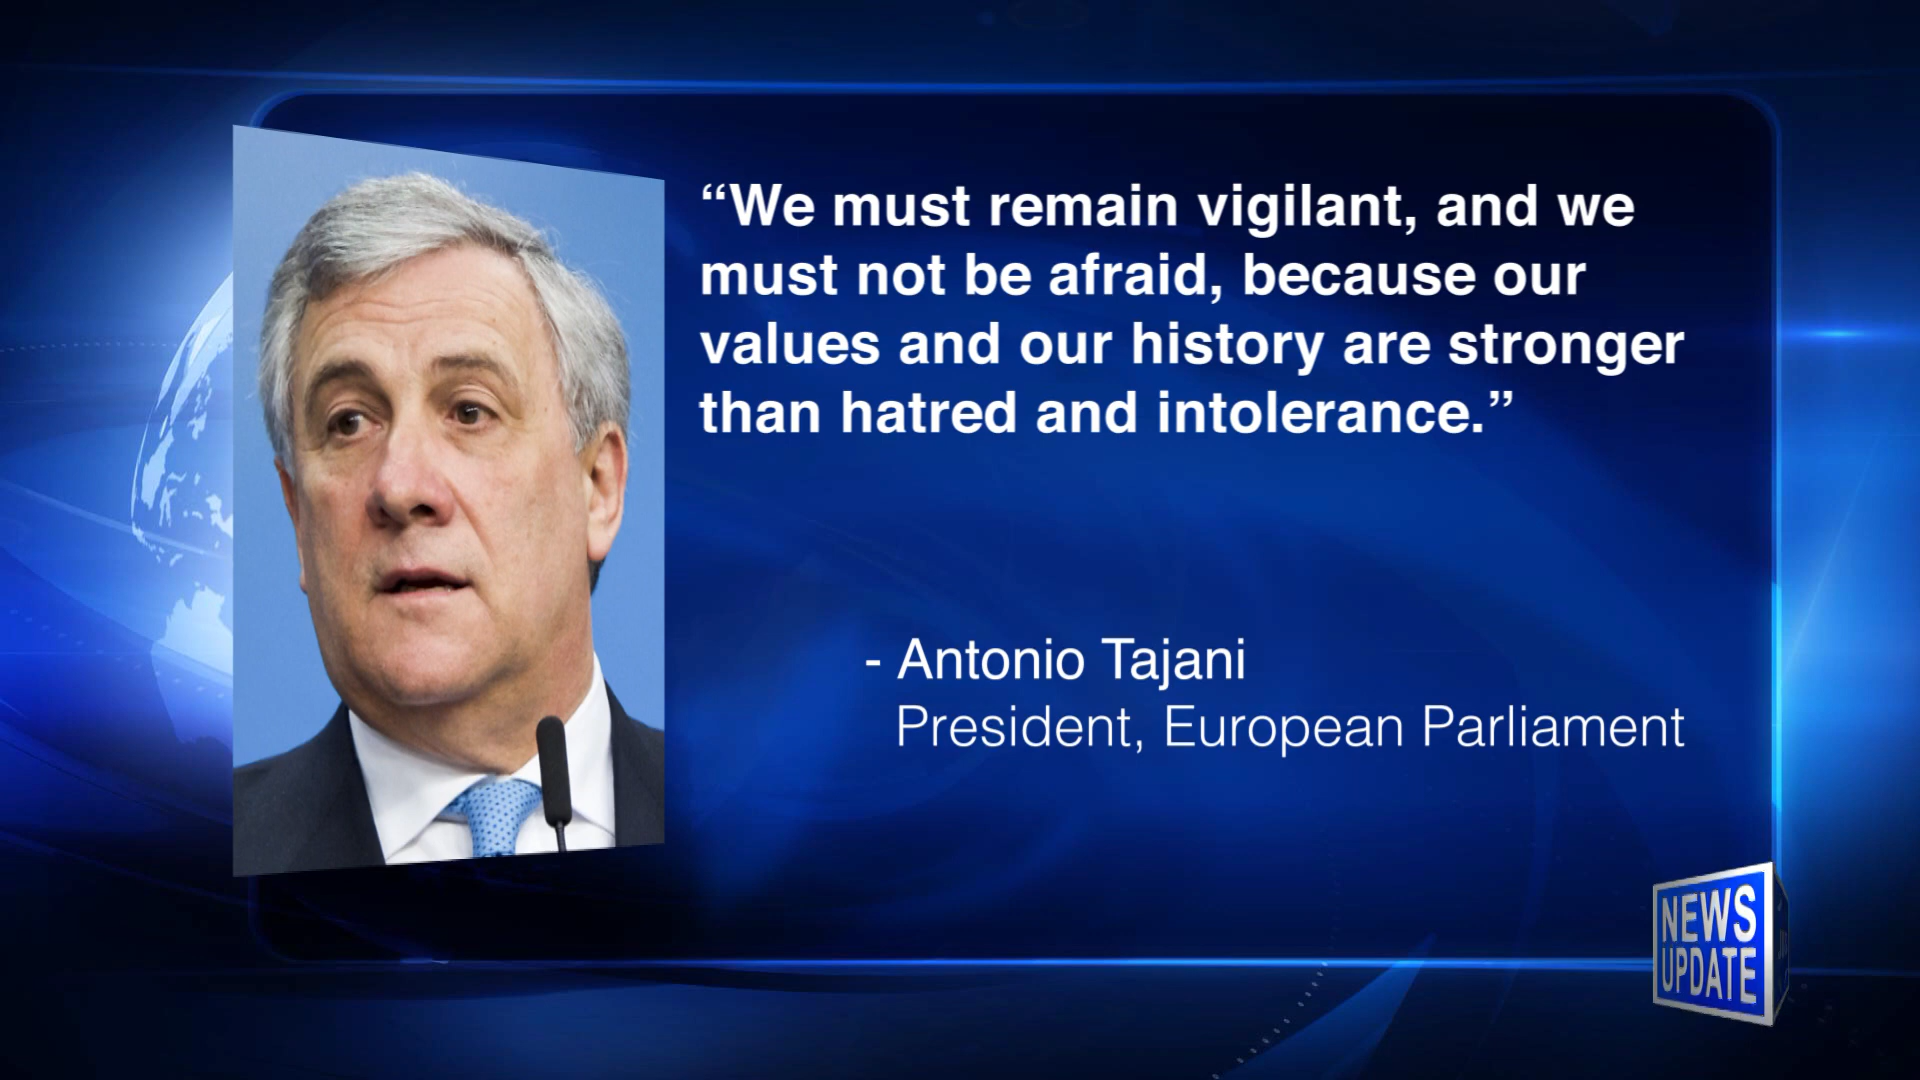 “We must remain vigilant, and we
must not be afraid, because our
values and our history are stronger
than hatred and intolerance.”
- Antonio Tajani
President, European Parliament
NEWS
UPDATE